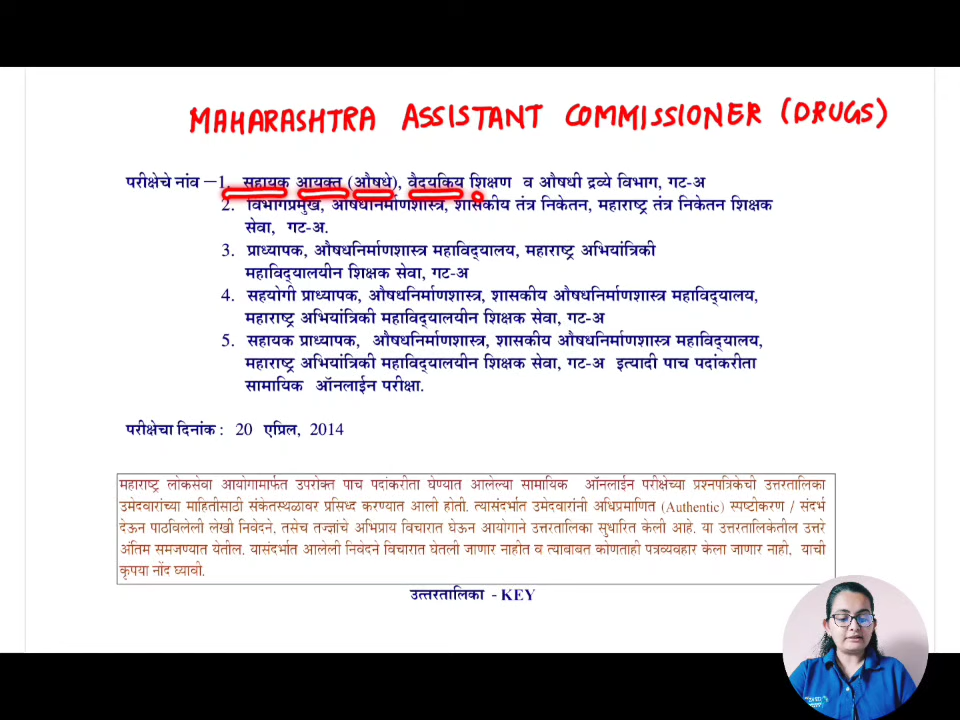 MAHARASHTRA ASSISTANT COMMISSIONER (DRUGS)
परीक्षेचे नांव –1. सहायक आयुक्त (औषधे), वैदयकिय शिक्षण व औषधी द्रव्ये विभाग, गट-अ
2. विभागप्रमुख, औषधनिर्माणशास्त्र, शासकीय तंत्र निकेतन, महाराष्ट्र तंत्र निकेतन शिक्षक
सेवा, गट-अ.
3. प्राध्यापक, औषधनिर्माणशास्त्र महाविद्यालय, महाराष्ट्र अभियांत्रिकी
महाविद्यालयीन शिक्षक सेवा, गट-अ
4. सहयोगी प्राध्यापक, औषधनिर्माणशास्त्र, शासकीय औषधनिर्माणशास्त्र महाविद्यालय,
महाराष्ट्र अभियांत्रिकी महाविद्यालयीन शिक्षक सेवा, गट-अ
5. सहायक प्राध्यापक, औषधनिर्माणशास्त्र, शासकीय औषधनिर्माणशास्त्र महाविद्यालय,
महाराष्ट्र अभियांत्रिकी महाविद्यालयीन शिक्षक सेवा, गट-अ इत्यादी पाच पदांकरीता
सामायिक ऑनलाईन परीक्षा.
परीक्षेचा दिनांक : 20 एप्रिल, 2014
महाराष्ट्र लोकसेवा आयोगामार्फत उपरोक्त पाच पदांकरीता घेण्यात आलेल्या सामायिक ऑनलाईन परीक्षेच्या प्रश्नपत्रिकेची उत्तरतालिका
उमेदवारांच्या माहितीसाठी संकेतस्थळावर प्रसिध्द करण्यात आली होती. त्यासंदर्भात उमेदवारांनी अधिप्रमाणित (Authentic) स्पष्टीकरण / संदर्भ
देऊन पाठविलेली लेखी निवेदने, तसेच तज्ज्ञांचे अभिप्राय विचारात घेऊन आयोगाने उत्तरतालिका सुधारित केली आहे. या उत्तरतालिकेतील उत्तरे
अंतिम समजण्यात येतील. यासंदर्भात आलेली निवेदने विचारात घेतली जाणार नाहीत व त्याबाबत कोणताही पत्रव्यवहार केला जाणार नाही, याची
कृपया नोंद घ्यावी.
उत्तरतालिका - KEY